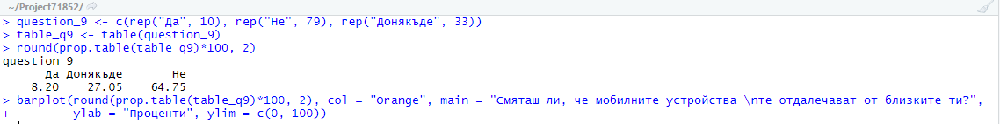 ~/Project71852/
> question_9 <- c(rep("Да", 10), rep("Не", 79), rep("Донякъде", 33))
> table_q9 <- table(question_9)
> round(prop.table(table_q9)*100, 2)
question_9
      Да Донякъде       Не
    8.20    27.05    64.75
> barplot(round(prop.table(table_q9)*100, 2), col = "Orange", main = "Смяташ ли, че мобилните устройства \nте отдалечават от близките ти?",
+         ylab = "Проценти", ylim = c(0, 100))